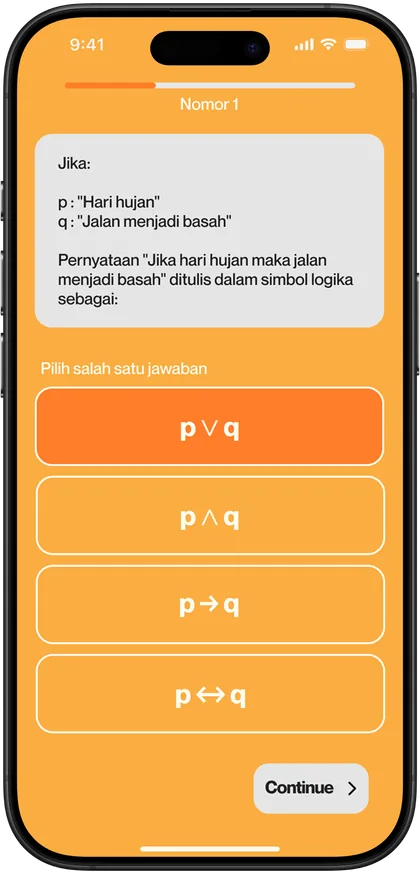 9:41
Nomor 1
Jika:
p : "Hari hujan"
q : "Jalan menjadi basah"
Pernyataan "Jika hari hujan maka jalan
menjadi basah" ditulis dalam simbol logika
sebagai:
Pilih salah satu jawaban
p ∨ q
p ∧ q
p → q
p ↔ q
Continue >